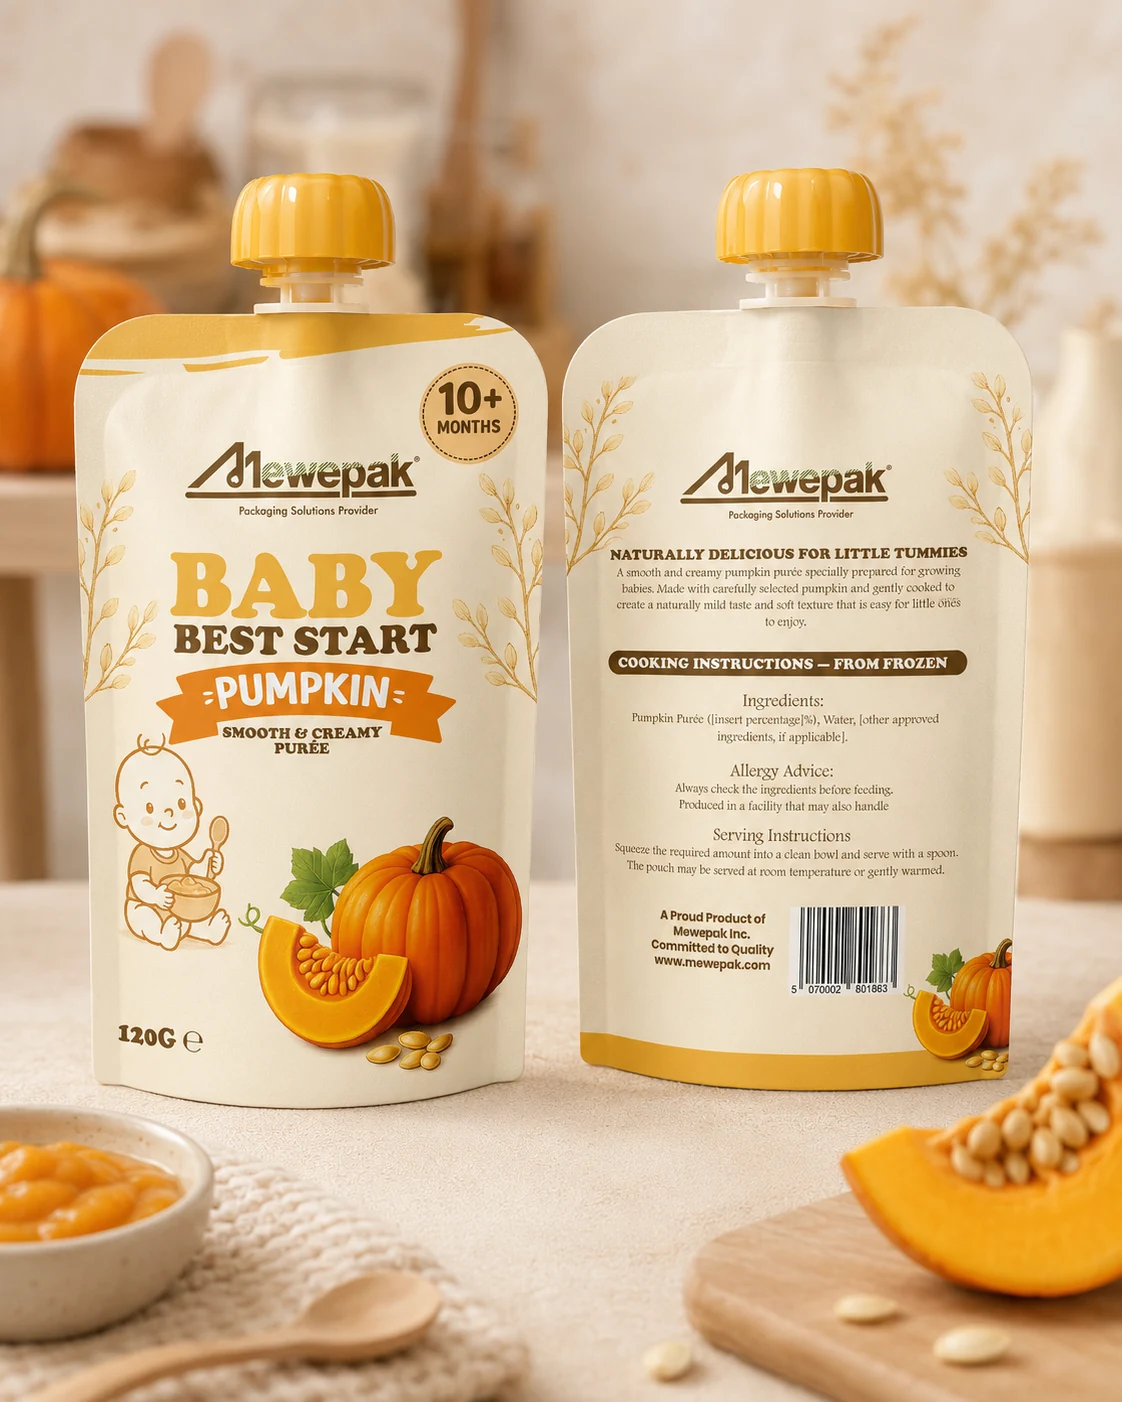 10+
MONTHS
Mewepak®
Packaging Solutions Provider
BABY
BEST START
PUMPKIN
SMOOTH & CREAMY
PURÉE
120G ℮
Mewepak®
Packaging Solutions Provider
NATURALLY DELICIOUS FOR LITTLE TUMMIES
A smooth and creamy pumpkin purée specially prepared for growing
babies. Made with carefully selected pumpkin and gently cooked to
create a naturally mild taste and soft texture that is easy for little ones
to enjoy.
COOKING INSTRUCTIONS — FROM FROZEN
Ingredients:
Pumpkin Purée ([insert percentage]%), Water, [other approved
ingredients, if applicable].
Allergy Advice:
Always check the ingredients before feeding.
Produced in a facility that may also handle
Serving Instructions
Squeeze the required amount into a clean bowl and serve with a spoon.
The pouch may be served at room temperature or gently warmed.
A Proud Product of
Mewepak Inc.
Committed to Quality
www.mewepak.com
5 070002 801863